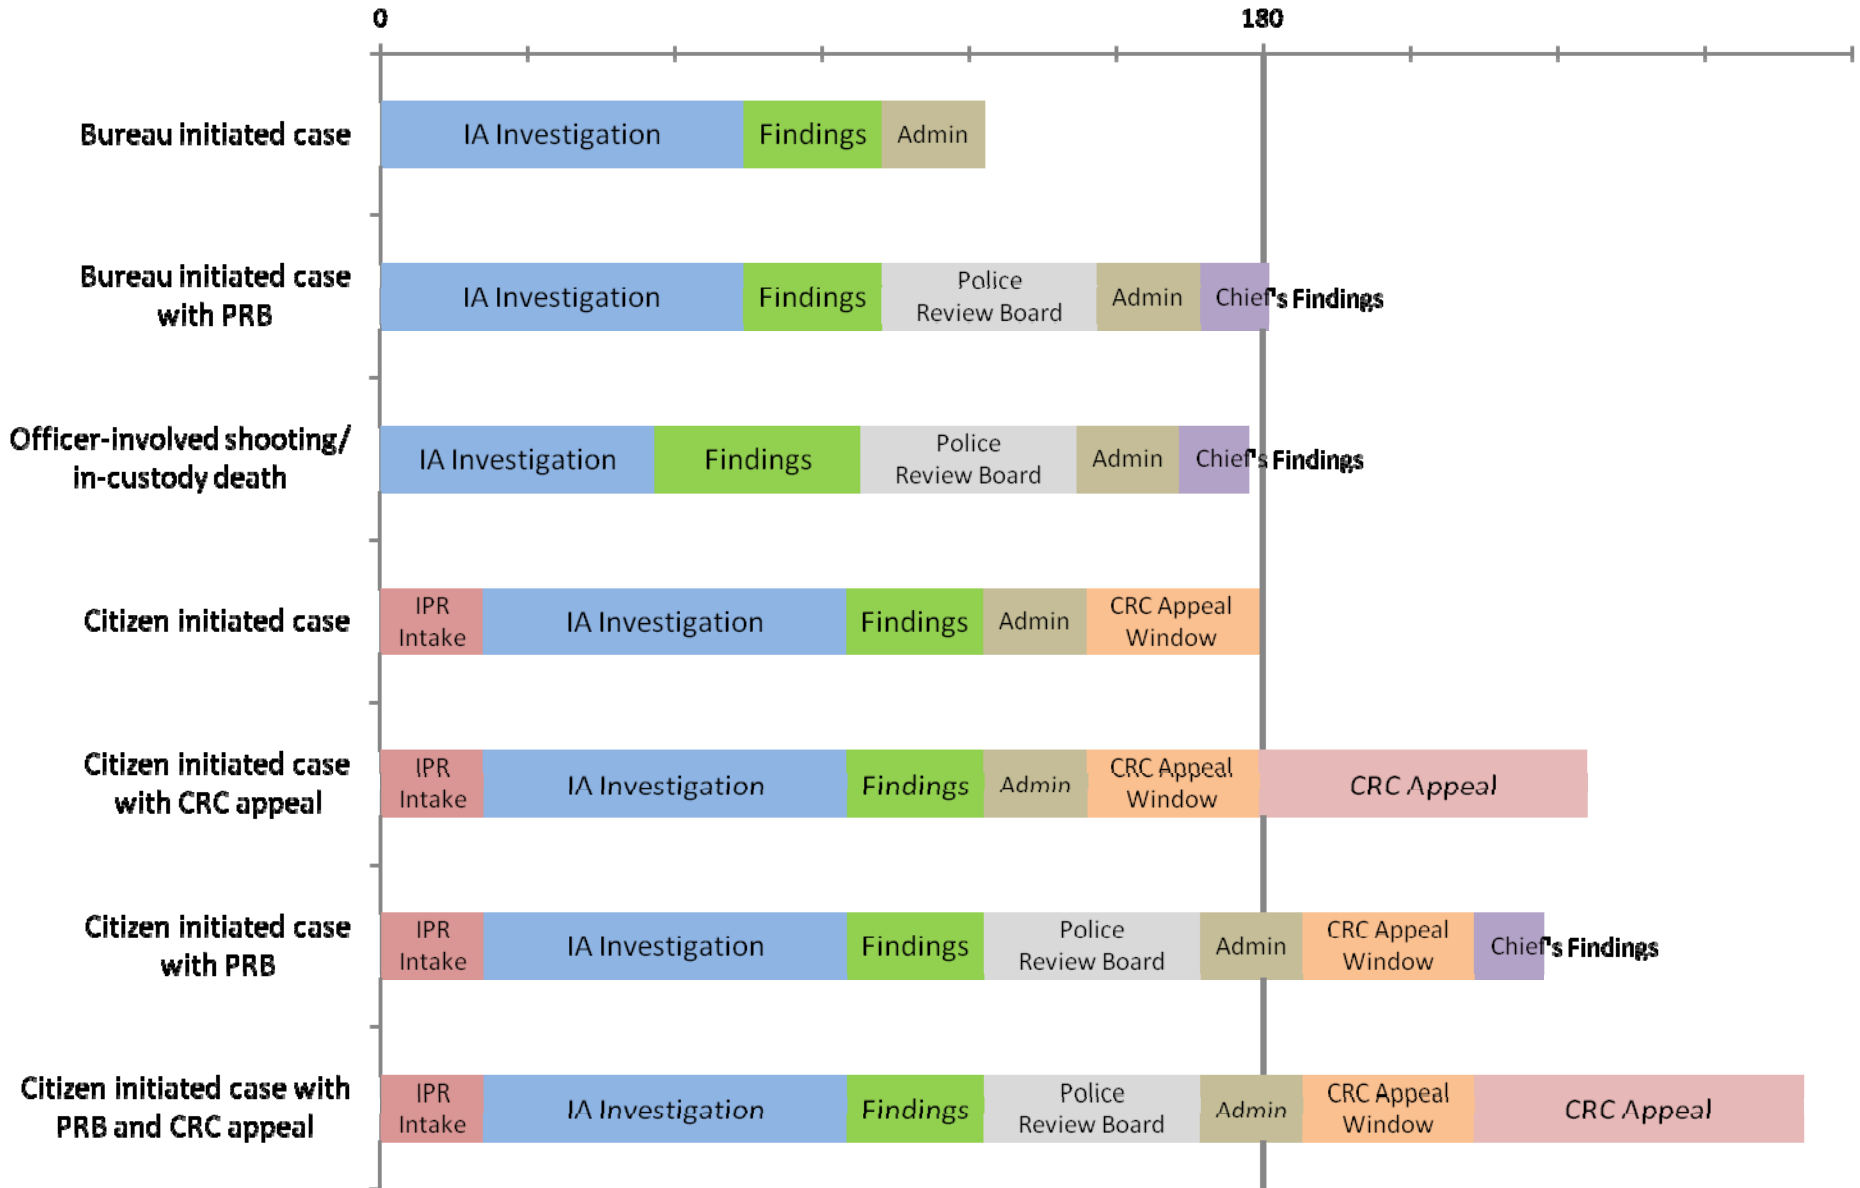 0 180
Bureau initiated case
IA Investigation Findings Admin
Bureau initiated case
with PRB
IA Investigation Findings Police
Review Board Admin Chief's Findings
Officer-involved shooting/
in-custody death
IA Investigation Findings Police
Review Board Admin Chief's Findings
Citizen initiated case
IPR
Intake IA Investigation Findings Admin CRC Appeal
Window
Citizen initiated case
with CRC appeal
IPR
Intake IA Investigation Findings Admin CRC Appeal
Window CRC Appeal
Citizen initiated case
with PRB
IPR
Intake IA Investigation Findings Police
Review Board Admin CRC Appeal
Window Chief's Findings
Citizen initiated case with
PRB and CRC appeal
IPR
Intake IA Investigation Findings Police
Review Board Admin CRC Appeal
Window CRC Appeal